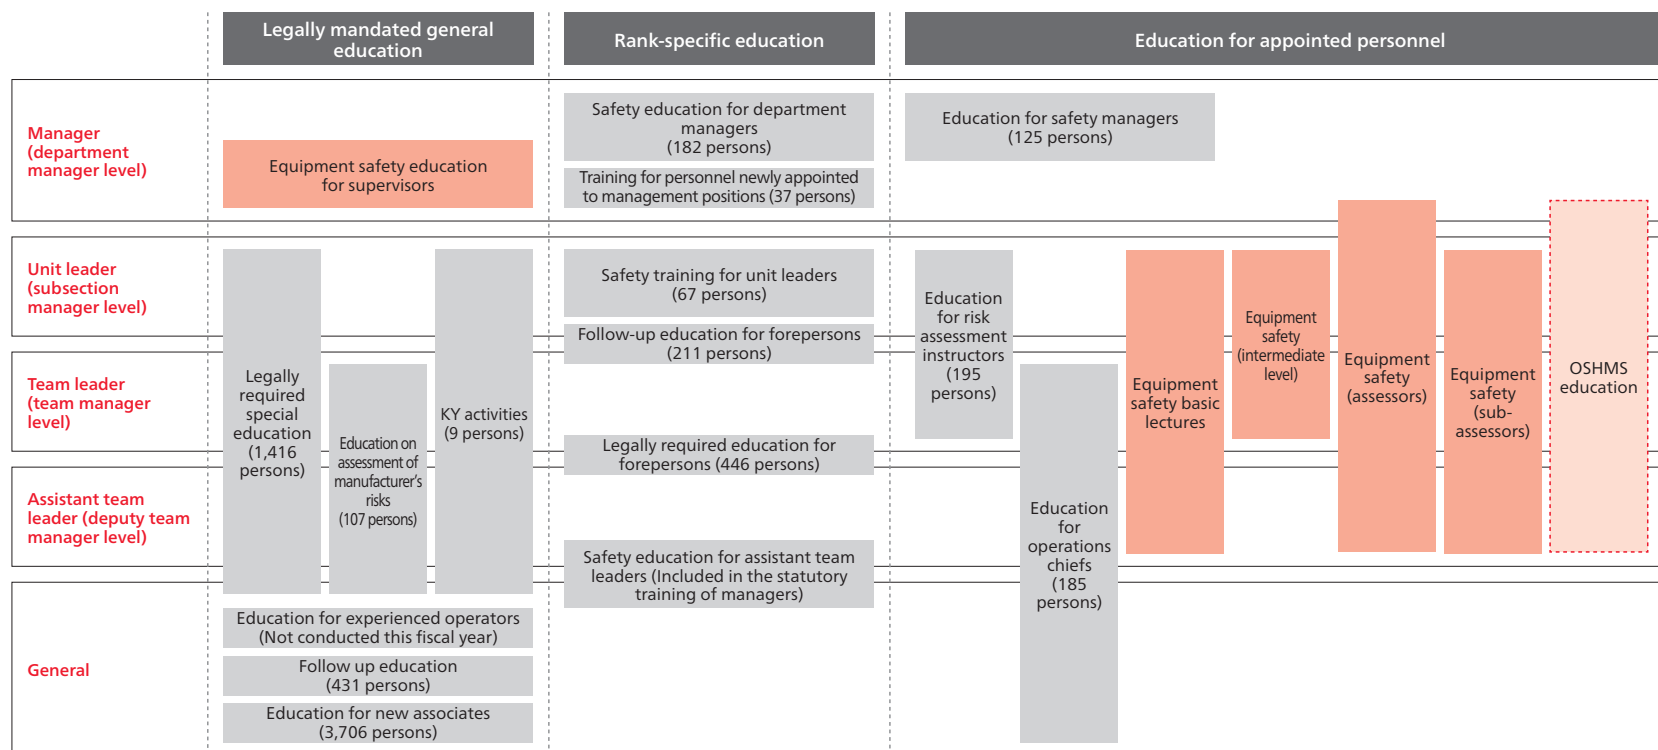 Legally mandated general
education
Rank-specific education
Education for appointed personnel
Manager
(department
manager level)
Equipment safety education
for supervisors
Safety education for department
managers
(182 persons)
Training for personnel newly appointed
to management positions (37 persons)
Education for safety managers
(125 persons)
Unit leader
(subsection
manager level)
Team leader
(team manager
level)
Assistant team
leader (deputy team
manager level)
General
Legally
required
special
education
(1,416
persons)
Education on
assessment of
manufacturer's
risks
(107 persons)
KY activities
(9 persons)
Education for experienced operators
(Not conducted this fiscal year)
Follow up education
(431 persons)
Education for new associates
(3,706 persons)
Safety training for unit leaders
(67 persons)
Follow-up education for forepersons
(211 persons)
Legally required education for
forepersons (446 persons)
Safety education for assistant team
leaders (Included in the statutory
training of managers)
Education
for risk
assessment
instructors
(195
persons)
Education
for
operations
chiefs
(185
persons)
Equipment
safety basic
lectures
Equipment
safety
(intermediate
level)
Equipment
safety
(assessors)
Equipment
safety
(sub-
assessors)
OSHMS
education